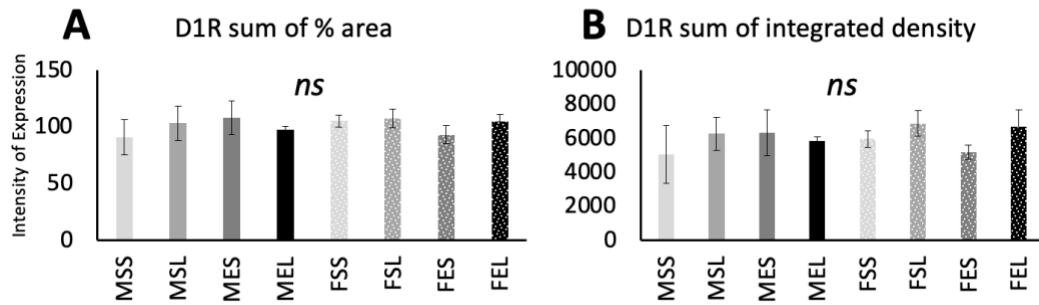 A D1R sum of % area
Intensity of Expression
150
100
50
0
ns
MSS MSL MES MEL FSS FSL FES FEL
B D1R sum of integrated density
10000
8000
6000
4000
2000
0
ns
MSS MSL MES MEL FSS FSL FES FEL